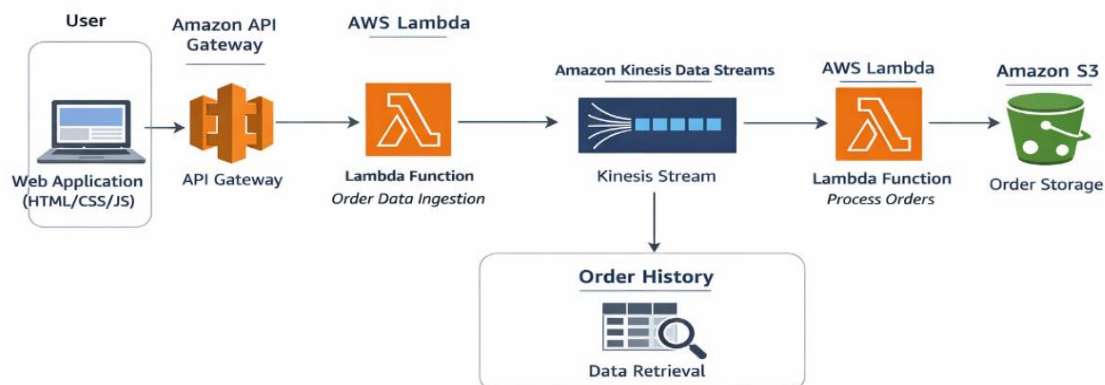 User
Web Application
(HTML/CSS/JS)
Amazon API
Gateway
API Gateway
AWS Lambda
Lambda Function
Order Data Ingestion
Amazon Kinesis Data Streams
Kinesis Stream
AWS Lambda
Lambda Function
Process Orders
Amazon S3
Order Storage
Order History
Data Retrieval